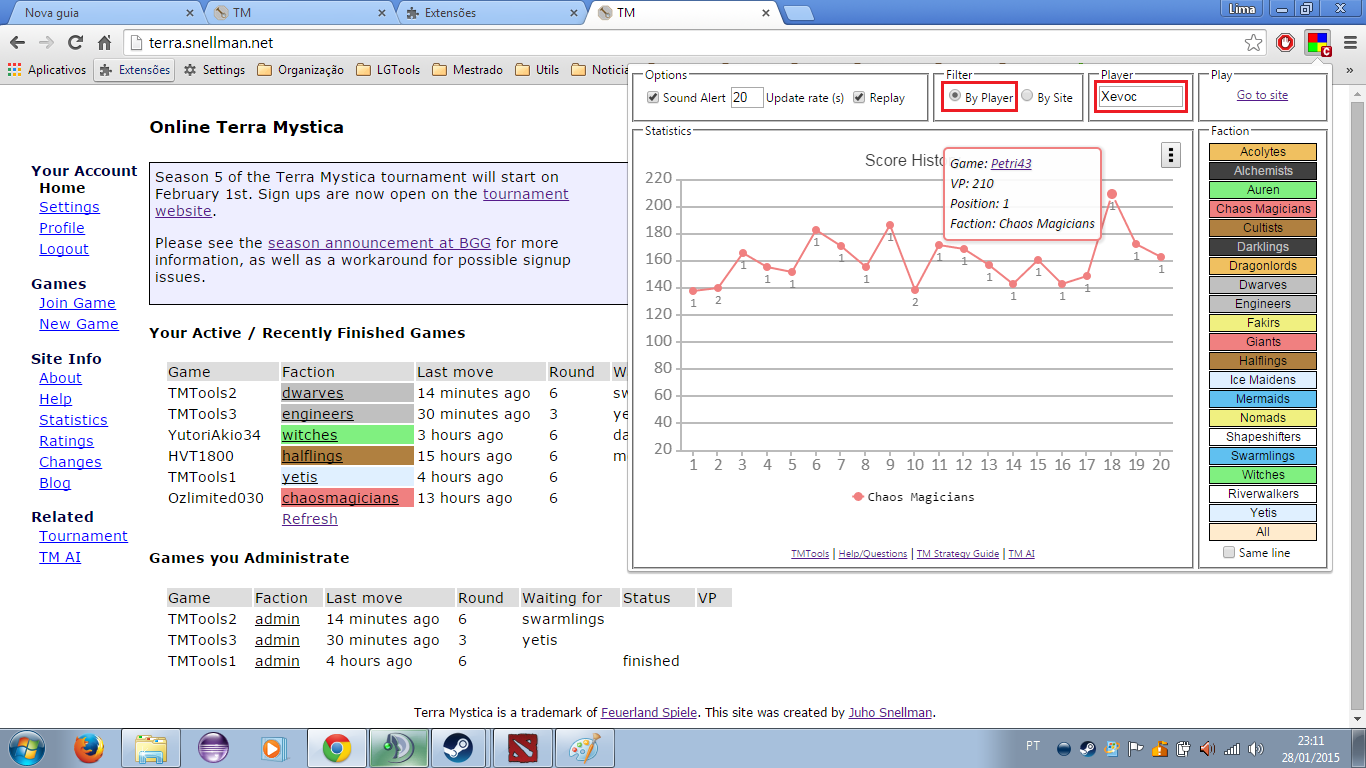 Nova guia
TM
Extensões
TM
Lima
terra.snellman.net
Aplicativos
Extensões
Settings
Organização
LGTools
Mestrado
Utils
»
Options
Sound Alert 20 Update rate (s) Replay
Filter
By Player By Site
Player
Xevoc
Play
Go to site
Online Terra Mystica
Your Account
Home
Settings
Profile
Logout
Games
Join Game
New Game
Site Info
About
Help
Statistics
Ratings
Changes
Blog
Related
Tournament
TM AI
Season 5 of the Terra Mystica tournament will start on
February 1st. Sign ups are now open on the tournament
website.
Please see the season announcement at BGG for more
information, as well as a workaround for possible signup
issues.
Your Active / Recently Finished Games
Game Faction Last move Round
TMTools2 dwarves 14 minutes ago 6
TMTools3 engineers 30 minutes ago 3
YutoriAkio34 witches 3 hours ago 6
HVT1800 halflings 15 hours ago 6
TMTools1 yetis 4 hours ago 6
Ozlimited030 chaosmagicians 13 hours ago 6
Refresh
Games you Administrate
Game Faction Last move Round Waiting for Status VP
TMTools2 admin 14 minutes ago 6 swarmlings
TMTools3 admin 30 minutes ago 3 yetis
TMTools1 admin 4 hours ago 6 finished
Statistics
Game: Petri43
VP: 210
Position: 1
Faction: Chaos Magicians
220
200
180
160
140
120
100
80
60
40
20
1 2 1 1 1 1 1 1 1 2 1 1 1 1 1 1 1 1 1 1
1 2 3 4 5 6 7 8 9 10 11 12 13 14 15 16 17 18 19 20
Chaos Magicians
TMTools | Help/Questions | TM Strategy Guide | TM AI
Faction
Acolytes
Alchemists
Auren
Chaos Magicians
Cultists
Darklings
Dragonlords
Dwarves
Engineers
Fakirs
Giants
Halflings
Ice Maidens
Mermaids
Nomads
Shapeshifters
Swarmlings
Witches
Riverwalkers
Yetis
All
Same line
Terra Mystica is a trademark of Feuerland Spiele. This site was created by Juho Snellman.
PT
23:11
28/01/2015